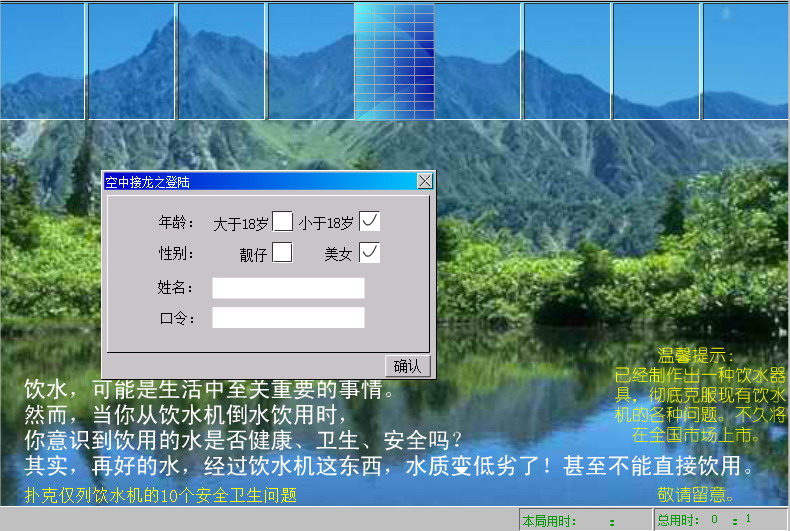 空中接龙之登陆
年龄： 大于18岁 小于18岁
性别： 靓仔 美女
姓名：
口令：
确认
温馨提示：
已经制作出一种饮水器
具，彻底克服现有饮水
机的各种问题。不久将
在全国市场上市。
敬请留意。
饮水，可能是生活中至关重要的事情。
然而，当你从饮水机倒水饮用时，
你意识到饮用的水是否健康、卫生、安全吗？
其实，再好的水，经过饮水机这东西，水质变低劣了！甚至不能直接饮用。
扑克仅列饮水机的10个安全卫生问题
本局用时： :
总用时： 0 : 1